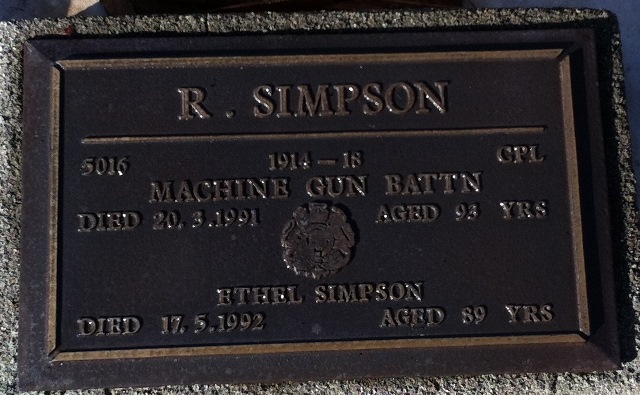 R. SIMPSON
5016 1914 - 18 CPL
MACHINE GUN BATT'N
DIED 20.3.1991 AGED 93 YRS
ETHEL SIMPSON
DIED 17.5.1992 AGED 89 YRS